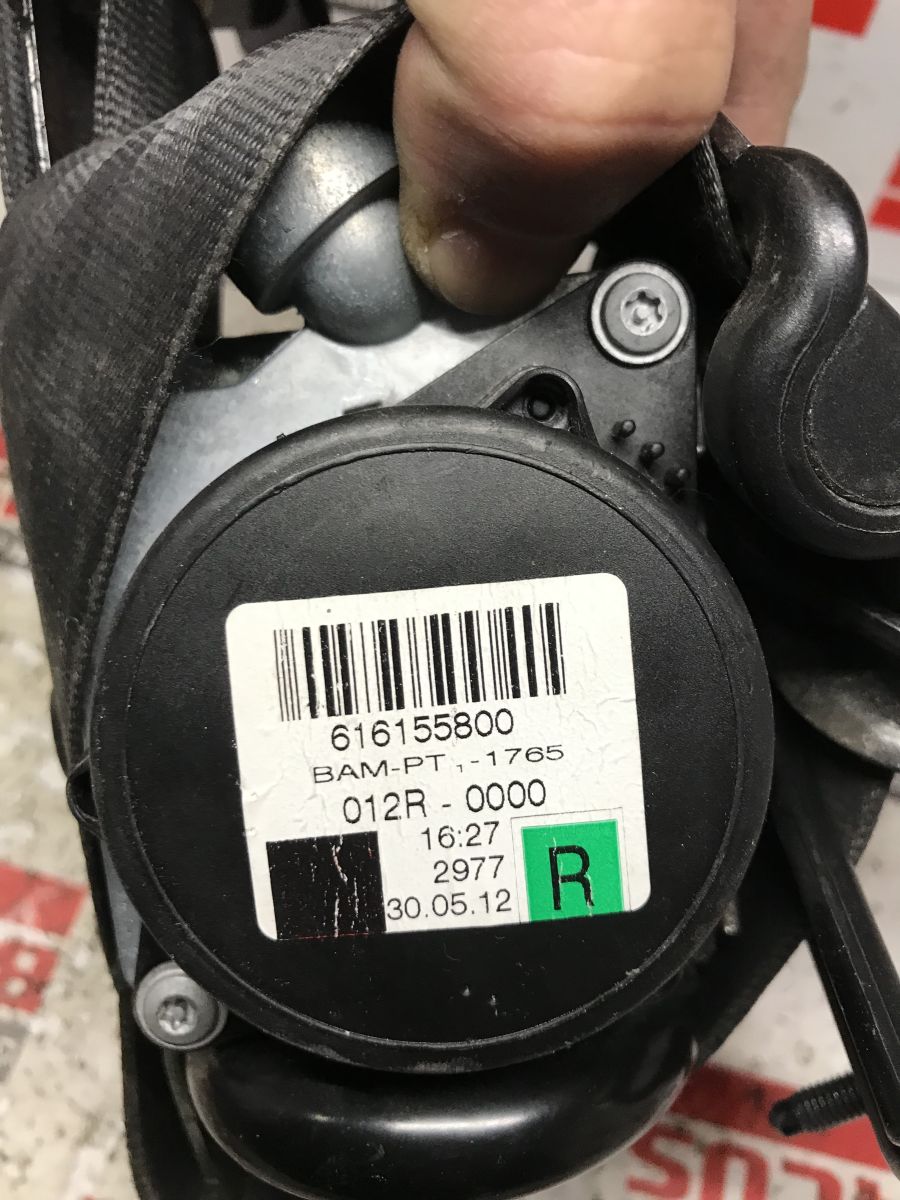 616155800
BAM-PT ₁-1765
012R - 0000
16:27
2977
30.05.12
R